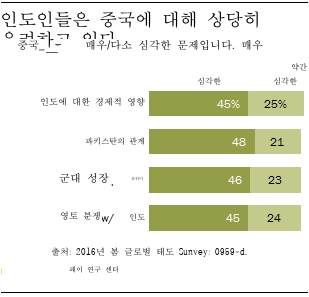 인도인들은 중국에 대해 상당히
우려하고 있다
중국_ㅏ_- 매우/다소 심각한 문제입니다. 매우
약간
심각한 심각한
인도에 대한 경제적 영향 45% 25%
파키스탄의 관계 48 21
군대 성장. 46 23
영토 분쟁w/ 인도 45 24
출처: 2016년 봄 글로벌 태도 Survey: 0959-d.
퓨이 연구 센터